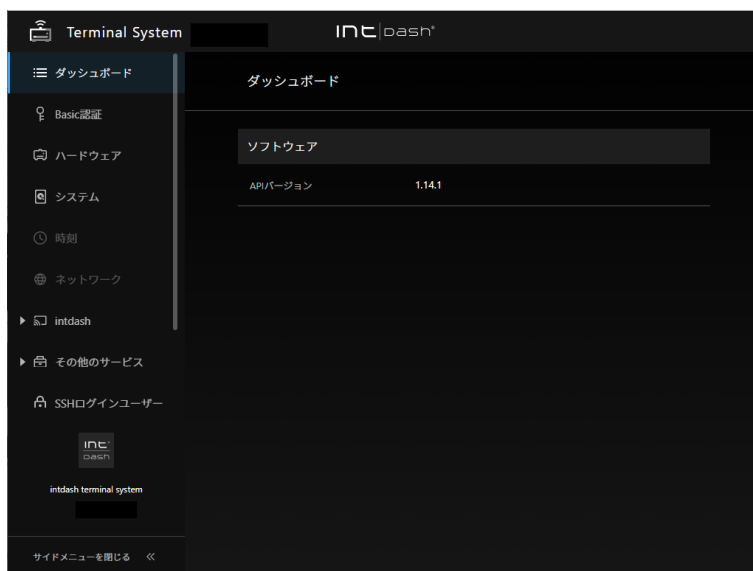 Terminal System
int|dash®
ダッシュボード
Basic認証
ハードウェア
システム
時刻
ネットワーク
intdash
その他のサービス
SSHログインユーザー
int
dash
intdash terminal system
サイドメニューを閉じる
ダッシュボード
ソフトウェア
APIバージョン 1.14.1